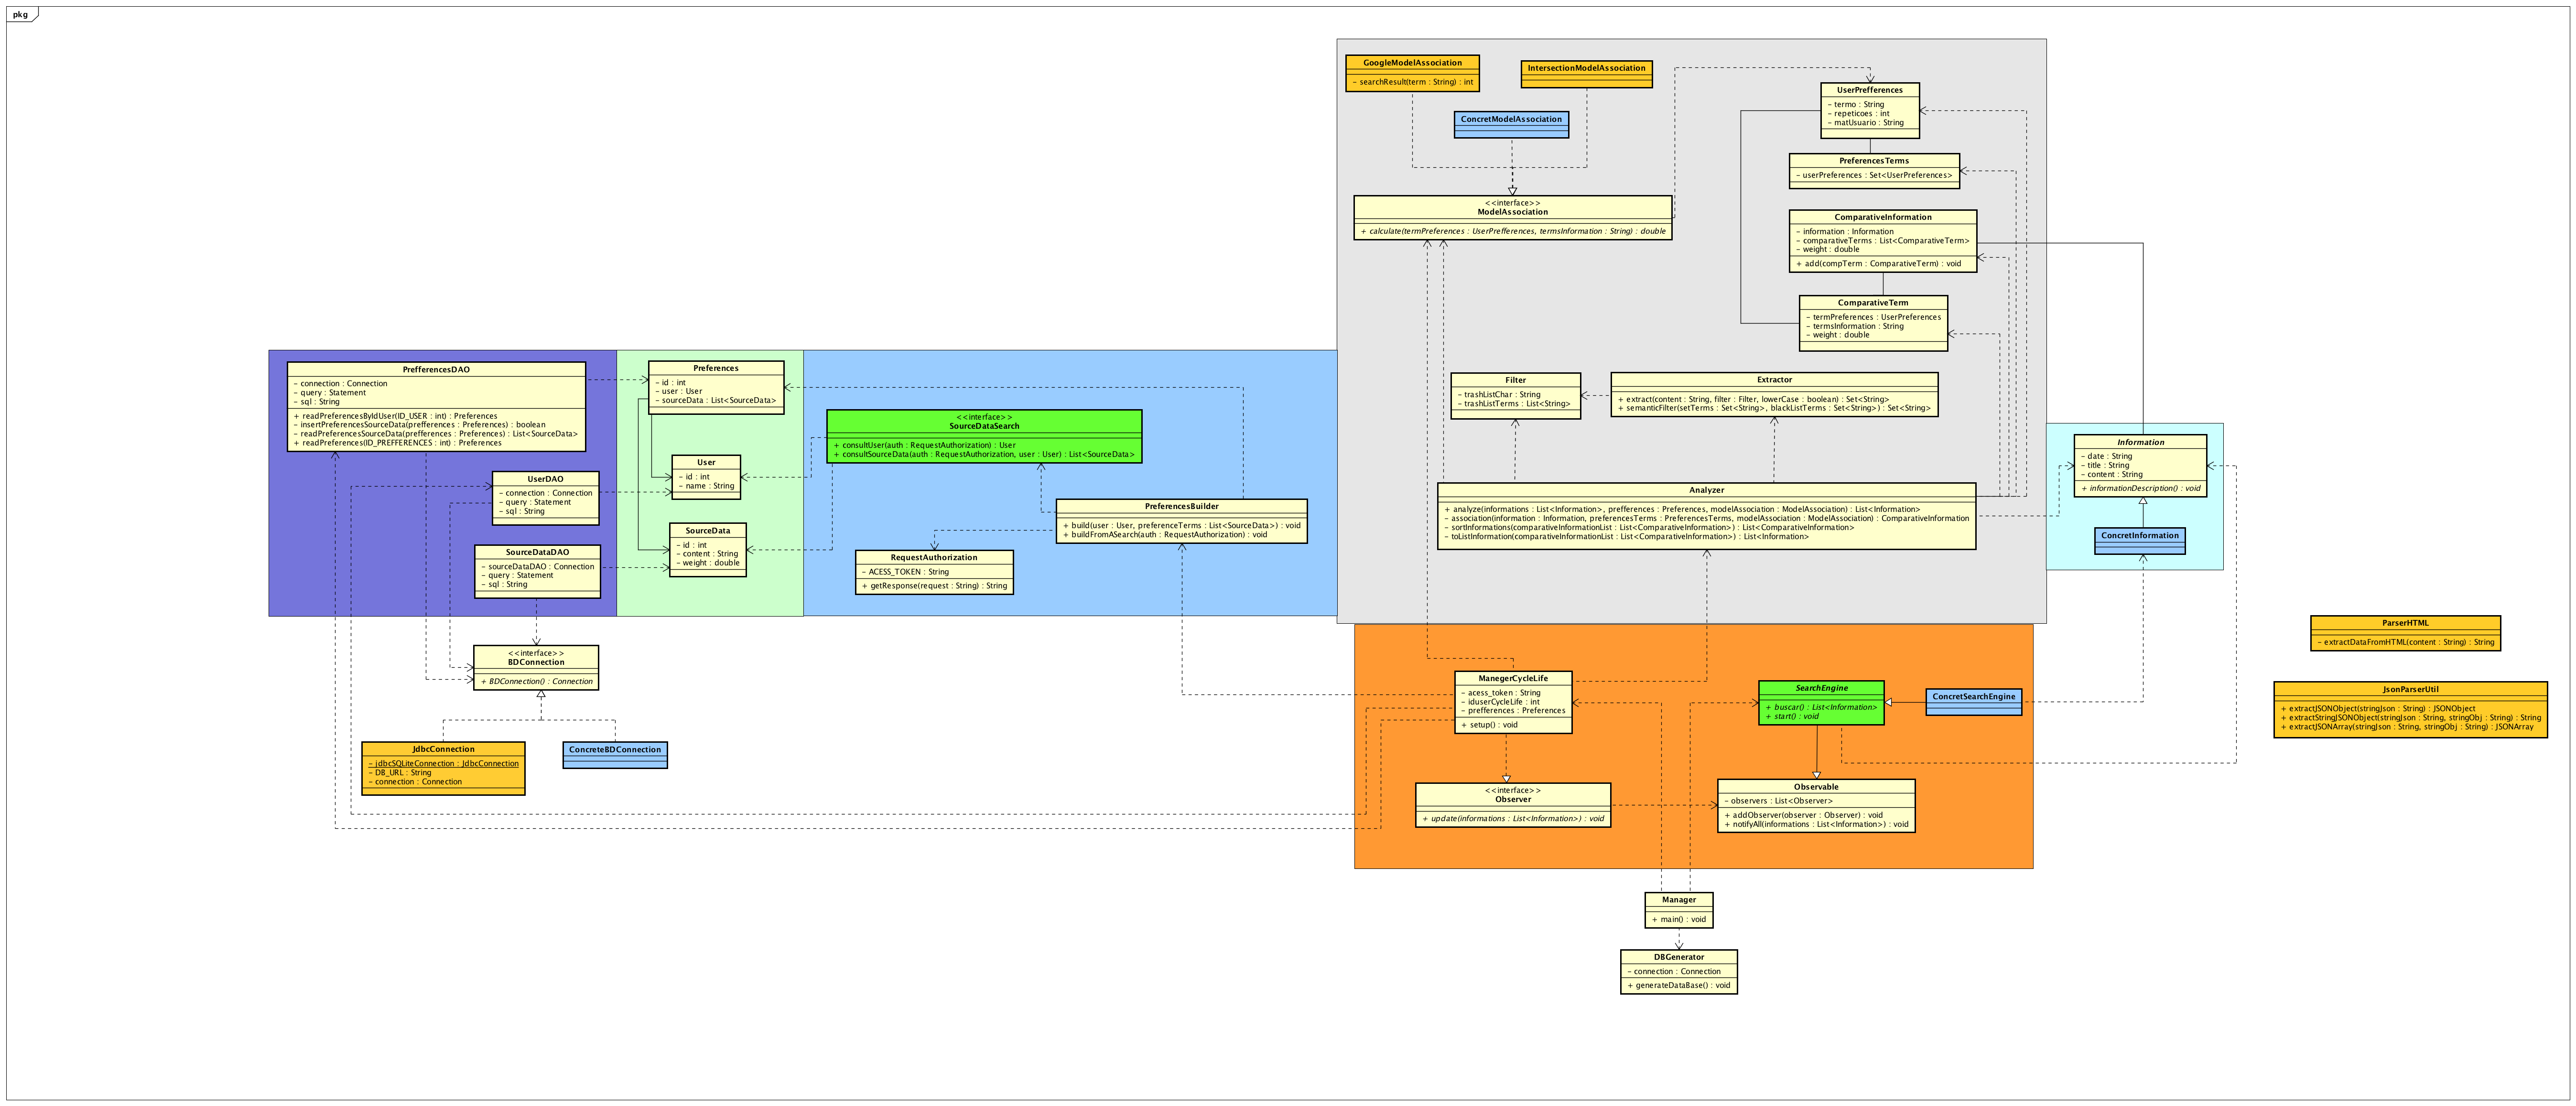 pkg
GoogleModelAssociation
– searchResult(term : String) : int
IntersectionModelAssociation
ConcretModelAssociation
<<interface>>
ModelAssociation
+ calculate(termPreferences : UserPrefferences, termsInformation : String) : double
UserPrefferences
– termo : String
– repeticoes : int
– matUsuario : String
PreferencesTerms
– userPreferences : Set<UserPreferences>
ComparativeInformation
– information : Information
– comparativeTerms : List<ComparativeTerm>
– weight : double
+ add(compTerm : ComparativeTerm) : void
ComparativeTerm
– termPreferences : UserPreferences
– termsInformation : String
– weight : double
Filter
– trashListChar : String
– trashListTerms : List<String>
Extractor
+ extract(content : String, filter : Filter, lowerCase : boolean) : Set<String>
+ semanticFilter(setTerms : Set<String>, blackListTerms : Set<String>) : Set<String>
Analyzer
+ analyze(informations : List<Information>, preferences : Preferences, modelAssociation : ModelAssociation) : List<Information>
– association(information : Information, preferencesTerms : PreferencesTerms, modelAssociation : ModelAssociation) : ComparativeInformation
– sortInformations(comparativeInformationList : List<ComparativeInformation>) : List<ComparativeInformation>
– toListInformation(comparativeInformationList : List<ComparativeInformation>) : List<Information>
PrefferencesDAO
– connection : Connection
– query : Statement
– sql : String
+ readPreferencesByIdUser(ID_USER : int) : Preferences
– insertPreferencesSourceData(prefferences : Preferences) : boolean
– readPreferencesSourceData(prefferences : Preferences) : List<SourceData>
+ readPreferences(ID_PREFFERENCES : int) : Preferences
UserDAO
– connection : Connection
– query : Statement
– sql : String
SourceDataDAO
– sourceDataDAO : Connection
– query : Statement
– sql : String
Preferences
– id : int
– user : User
– sourceData : List<SourceData>
User
– id : int
– name : String
SourceData
– id : int
– content : String
– weight : double
<<interface>>
SourceDataSearch
+ consultUser(auth : RequestAuthorization) : User
+ consultSourceData(auth : RequestAuthorization, user : User) : List<SourceData>
PreferencesBuilder
+ build(user : User, preferenceTerms : List<SourceData>) : void
+ buildFromASearch(auth : RequestAuthorization) : void
RequestAuthorization
– ACESS_TOKEN : String
+ getResponse(request : String) : String
Information
– date : String
– title : String
– content : String
+ informationDescription() : void
ConcretInformation
<<interface>>
BDConnection
+ BDConnection() : Connection
JdbcConnection
– jdbcSQLiteConnection : JdbcConnection
– DB_URL : String
– connection : Connection
ConcreteBDConnection
ManegerCycleLife
– acess_token : String
– iduserCycleLife : int
– prefferences : Preferences
+ setup() : void
SearchEngine
+ buscar() : List<Information>
+ start() : void
ConcretSearchEngine
<<interface>>
Observer
+ update(informations : List<Information>) : void
Observable
– observers : List<Observer>
+ addObserver(observer : Observer) : void
+ notifyAll(informations : List<Information>) : void
ParserHTML
– extractDataFromHTML(content : String) : String
JsonParserUtil
+ extractJSONObject(stringJson : String) : JSONObject
+ extractStringJSONObject(stringJson : String, stringObj : String) : String
+ extractJSONArray(stringJson : String, stringObj : String) : JSONArray
Manager
+ main() : void
DBGenerator
– connection : Connection
+ generateDataBase() : void